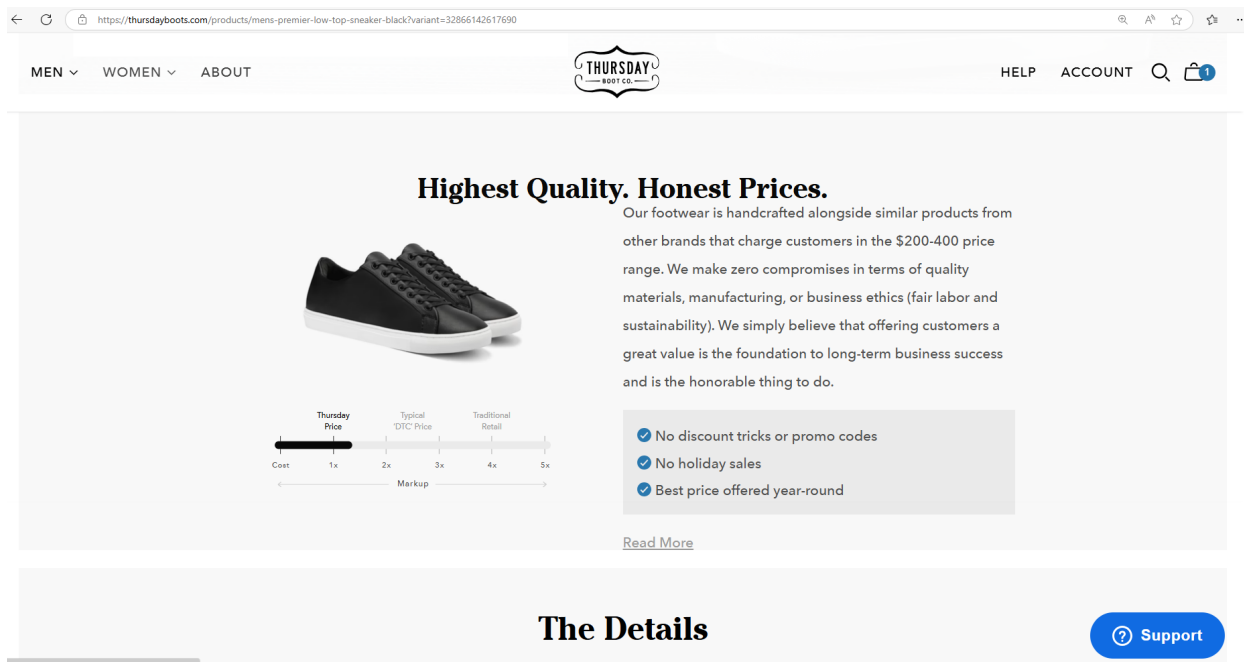 https://thursdayboots.com/products/mens-premier-low-top-sneaker-black?variant=32866142617690
MEN WOMEN ABOUT
THURSDAY
BOOT CO.
HELP ACCOUNT 1
Highest Quality. Honest Prices.
Our footwear is handcrafted alongside similar products from
other brands that charge customers in the $200-400 price
range. We make zero compromises in terms of quality
materials, manufacturing, or business ethics (fair labor and
sustainability). We simply believe that offering customers a
great value is the foundation to long-term business success
and is the honorable thing to do.
Thursday Price
Typical 'DTC' Price
Traditional Retail
Cost 1x 2x 3x 4x 5x
Markup
No discount tricks or promo codes
No holiday sales
Best price offered year-round
Read More
The Details
Support